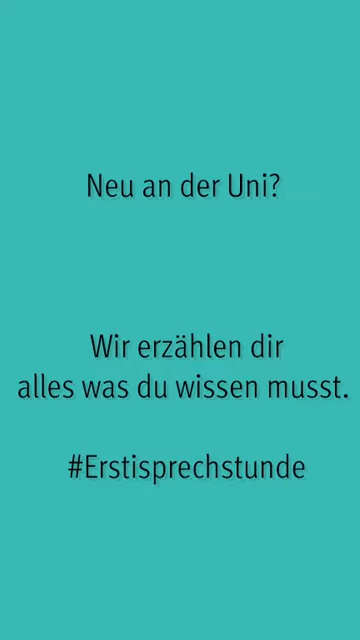 Neu an der Uni?
Wir erzählen dir
alles was du wissen musst.
#Erstisprechstunde